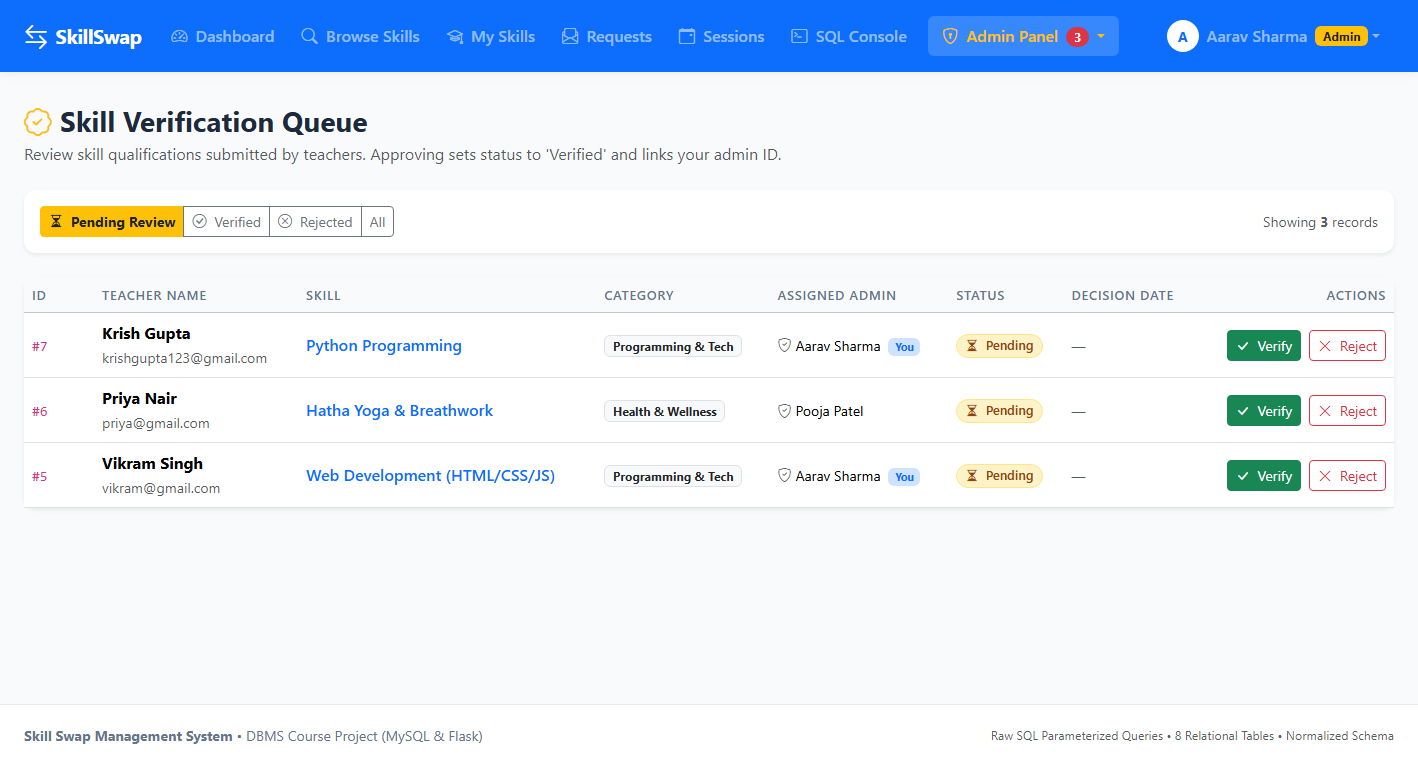 SkillSwap Dashboard Browse Skills My Skills Requests Sessions SQL Console Admin Panel 3 A Aarav Sharma Admin
Skill Verification Queue
Review skill qualifications submitted by teachers. Approving sets status to 'Verified' and links your admin ID.
Pending Review Verified Rejected All Showing 3 records
ID TEACHER NAME SKILL CATEGORY ASSIGNED ADMIN STATUS DECISION DATE ACTIONS
#7 Krish Gupta Python Programming Programming & Tech Aarav Sharma You Pending — Verify Reject
krishgupta123@gmail.com
#6 Priya Nair Hatha Yoga & Breathwork Health & Wellness Pooja Patel Pending — Verify Reject
priya@gmail.com
#5 Vikram Singh Web Development (HTML/CSS/JS) Programming & Tech Aarav Sharma You Pending — Verify Reject
vikram@gmail.com
Skill Swap Management System • DBMS Course Project (MySQL & Flask) Raw SQL Parameterized Queries • 8 Relational Tables • Normalized Schema